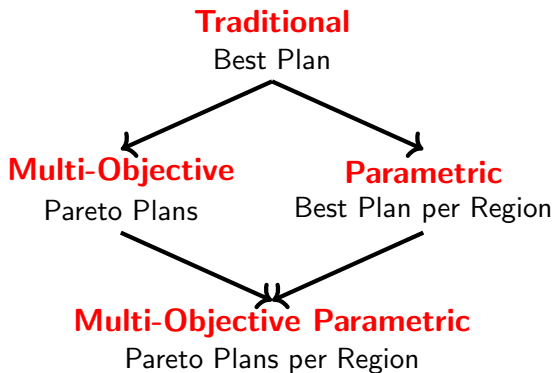 Traditional
Best Plan
Multi-Objective
Pareto Plans
Parametric
Best Plan per Region
Multi-Objective Parametric
Pareto Plans per Region